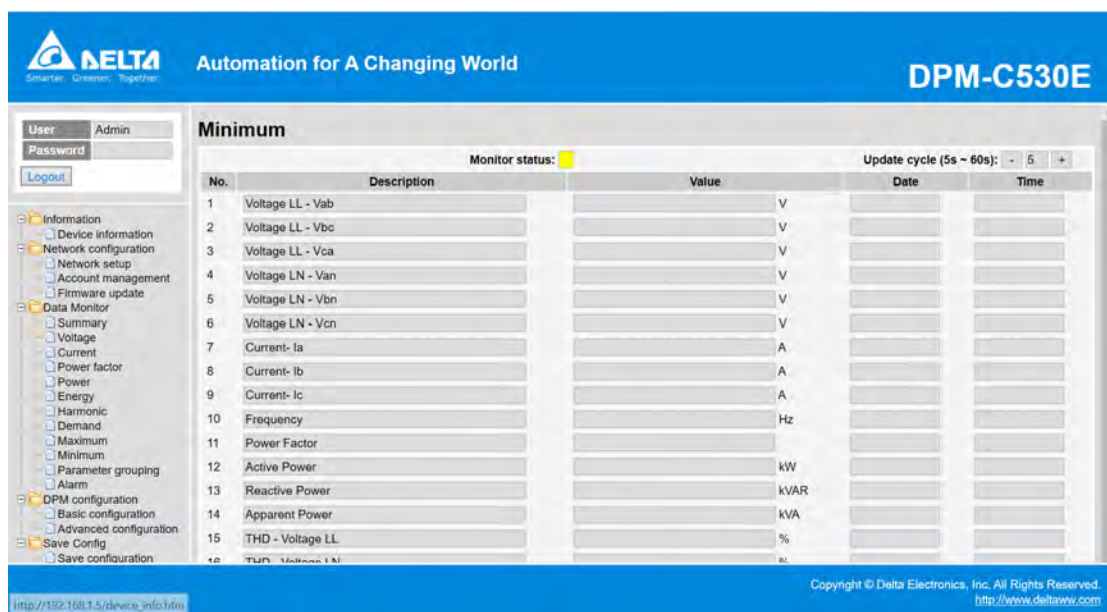 DELTA
Smarter. Greener. Together.
Automation for A Changing World
DPM-C530E
User Admin
Password
Logout
Information
Device information
Network configuration
Network setup
Account management
Firmware update
Data Monitor
Summary
Voltage
Current
Power factor
Power
Energy
Harmonic
Demand
Maximum
Minimum
Parameter grouping
Alarm
DPM configuration
Basic configuration
Advanced configuration
Save Config
Save configuration
Minimum
Monitor status: Update cycle (5s ~ 60s): - 5 +
No. Description Value Date Time
1 Voltage LL - Vab V
2 Voltage LL - Vbc V
3 Voltage LL - Vca V
4 Voltage LN - Van V
5 Voltage LN - Vbn V
6 Voltage LN - Vcn V
7 Current- Ia A
8 Current- Ib A
9 Current- Ic A
10 Frequency Hz
11 Power Factor
12 Active Power kW
13 Reactive Power kVAR
14 Apparent Power kVA
15 THD - Voltage LL %
16 THD - Voltage LN %
Copyright © Delta Electronics, Inc. All Rights Reserved.
http://www.deltaww.com
http://192.168.1.5/device_info.htm